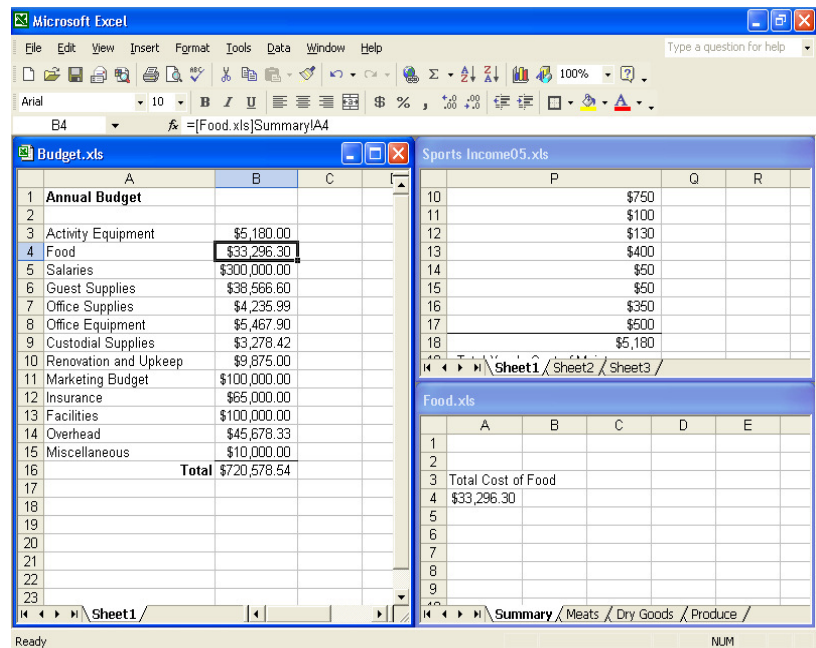 Microsoft Excel
File Edit View Insert Format Tools Data Window Help Type a question for help
Σ 100%
Arial 10 B I U $ % ,
B4 fx =[Food.xls]Summary!A4
Budget.xls
A B C
1 Annual Budget
2
3 Activity Equipment $5,180.00
4 Food $33,296.30
5 Salaries $300,000.00
6 Guest Supplies $38,566.60
7 Office Supplies $4,235.99
8 Office Equipment $5,467.90
9 Custodial Supplies $3,278.42
10 Renovation and Upkeep $9,875.00
11 Marketing Budget $100,000.00
12 Insurance $65,000.00
13 Facilities $100,000.00
14 Overhead $45,678.33
15 Miscellaneous $10,000.00
16 Total $720,578.54
17
18
19
20
21
22
23
Sheet1
Sports Income05.xls
P Q R
10 $750
11 $100
12 $130
13 $400
14 $50
15 $50
16 $350
17 $500
18 $5,180
Sheet1 Sheet2 Sheet3
Food.xls
A B C D E
1
2
3 Total Cost of Food
4 $33,296.30
5
6
7
8
9
Summary Meats Dry Goods Produce
Ready NUM